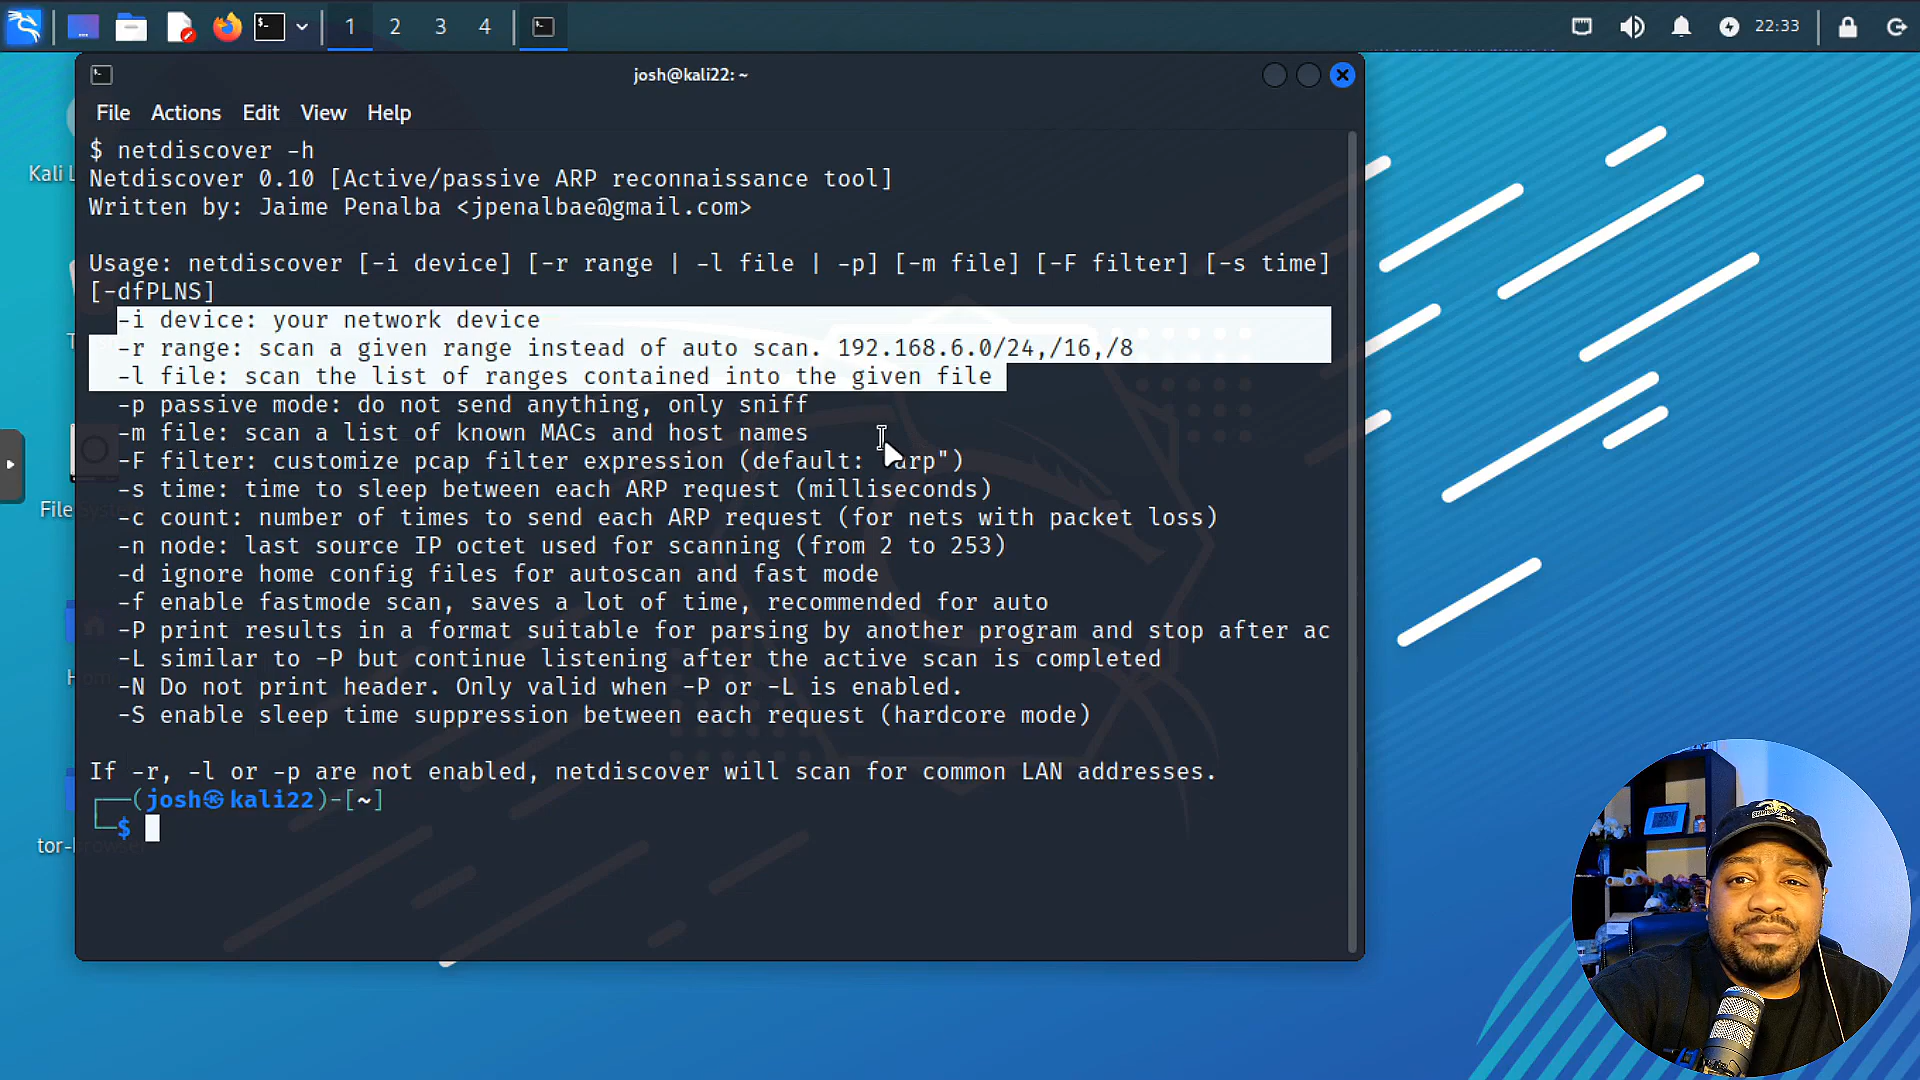 1 2 3 4
22:33
josh@kali22: ~
File Actions Edit View Help
$ netdiscover -h
Netdiscover 0.10 [Active/passive ARP reconnaissance tool]
Written by: Jaime Penalba <jpenalbae@gmail.com>
Usage: netdiscover [-i device] [-r range | -l file | -p] [-m file] [-F filter] [-s time]
[-dfPLNS]
-i device: your network device
-r range: scan a given range instead of auto scan. 192.168.6.0/24,/16,/8
-l file: scan the list of ranges contained into the given file
-p passive mode: do not send anything, only sniff
-m file: scan a list of known MACs and host names
-F filter: customize pcap filter expression (default: "arp")
-s time: time to sleep between each ARP request (milliseconds)
-c count: number of times to send each ARP request (for nets with packet loss)
-n node: last source IP octet used for scanning (from 2 to 253)
-d ignore home config files for autoscan and fast mode
-f enable fastmode scan, saves a lot of time, recommended for auto
-P print results in a format suitable for parsing by another program and stop after ac
-L similar to -P but continue listening after the active scan is completed
-N Do not print header. Only valid when -P or -L is enabled.
-S enable sleep time suppression between each request (hardcore mode)
If -r, -l or -p are not enabled, netdiscover will scan for common LAN addresses.
┌──(josh㉿kali22)-[~]
└─$
Kali L
File System
Home
tor-browser